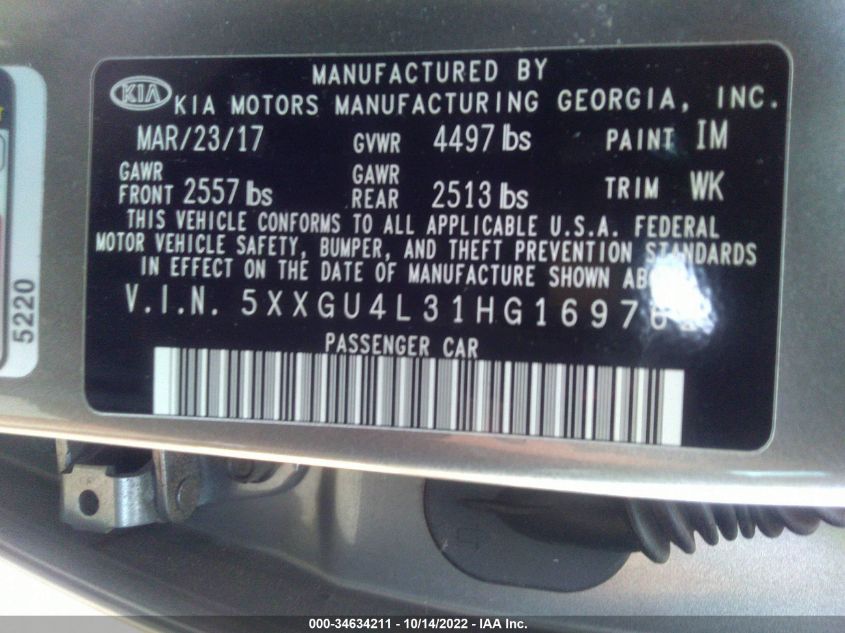 MANUFACTURED BY
KIA KIA MOTORS MANUFACTURING GEORGIA, INC.
MAR/23/17 GVWR 4497 lbs PAINT IM
GAWR FRONT 2557 lbs GAWR REAR 2513 lbs TRIM WK
THIS VEHICLE CONFORMS TO ALL APPLICABLE U.S.A. FEDERAL
MOTOR VEHICLE SAFETY, BUMPER, AND THEFT PREVENTION STANDARDS
IN EFFECT ON THE DATE OF MANUFACTURE SHOWN
V.I.N.
PASSENGER CAR
5220
000-34634211 - 10/14/2022 - IAA Inc.